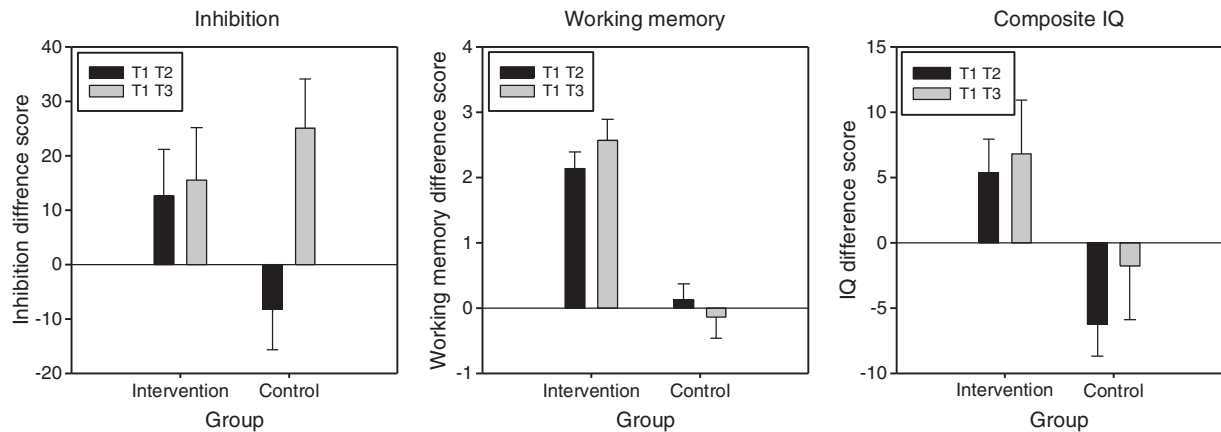 Inhibition
Inhibition diffrence score
40
30
20
10
0
-10
-20
T1 T2
T1 T3
Intervention
Control
Group
Working memory
Working memory difference score
4
3
2
1
0
-1
T1 T2
T1 T3
Intervention
Control
Group
Composite IQ
IQ difference score
15
10
5
0
-5
-10
T1 T2
T1 T3
Intervention
Control
Group